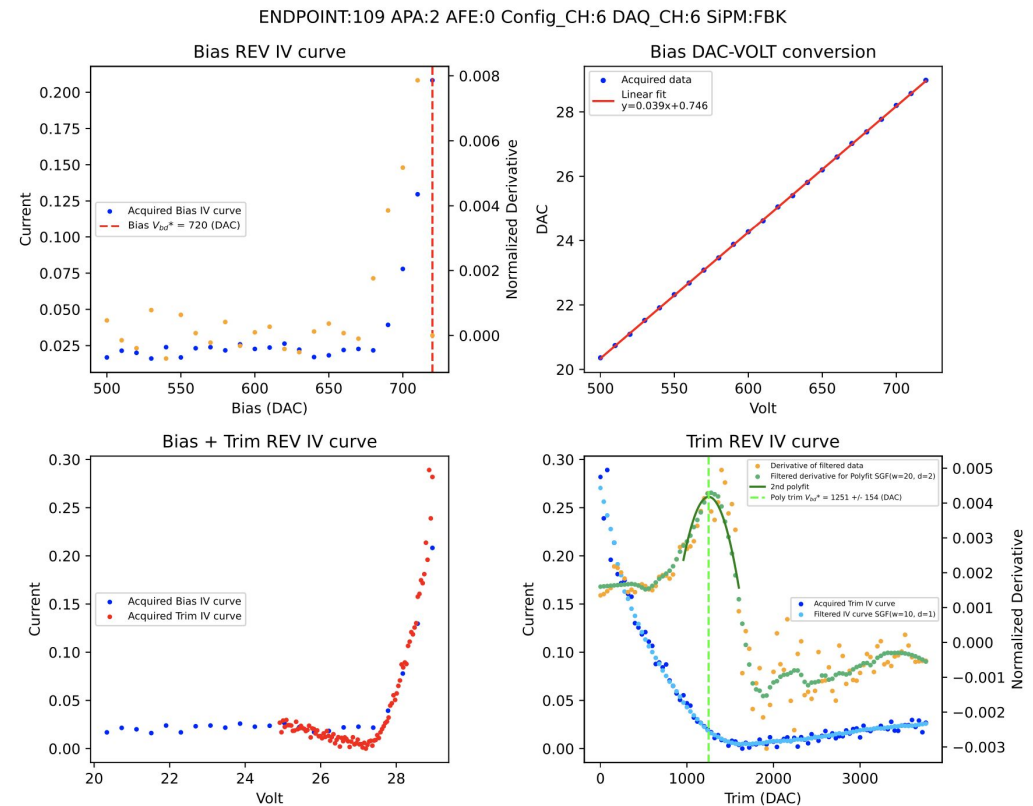 ENDPOINT:109 APA:2 AFE:0 Config_CH:6 DAQ_CH:6 SiPM:FBK
Bias REV IV curve
0.200
0.175
0.150
0.125
0.100
0.075
0.050
0.025
Current
Acquired Bias IV curve
Bias V_bd* = 720 (DAC)
0.008
0.006
0.004
0.002
0.000
Normalized Derivative
500
550
600
650
700
Bias (DAC)
Bias DAC-VOLT conversion
Acquired data
Linear fit
y=0.039x+0.746
28
26
24
22
20
DAC
500
550
600
650
700
Volt
Bias + Trim REV IV curve
0.30
0.25
0.20
0.15
0.10
0.05
0.00
Current
Acquired Bias IV curve
Acquired Trim IV curve
20
22
24
26
28
Volt
Trim REV IV curve
0.30
0.25
0.20
0.15
0.10
0.05
0.00
Current
Derivative of filtered data
Filtered derivative for Polyfit SGF(w=20, d=2)
2nd polyfit
Poly trim V_bd* = 1251 +/- 154 (DAC)
Acquired Trim IV curve
Filtered IV curve SGF(w=10, d=1)
0.005
0.004
0.003
0.002
0.001
0.000
−0.001
−0.002
−0.003
Normalized Derivative
0
1000
2000
3000
Trim (DAC)